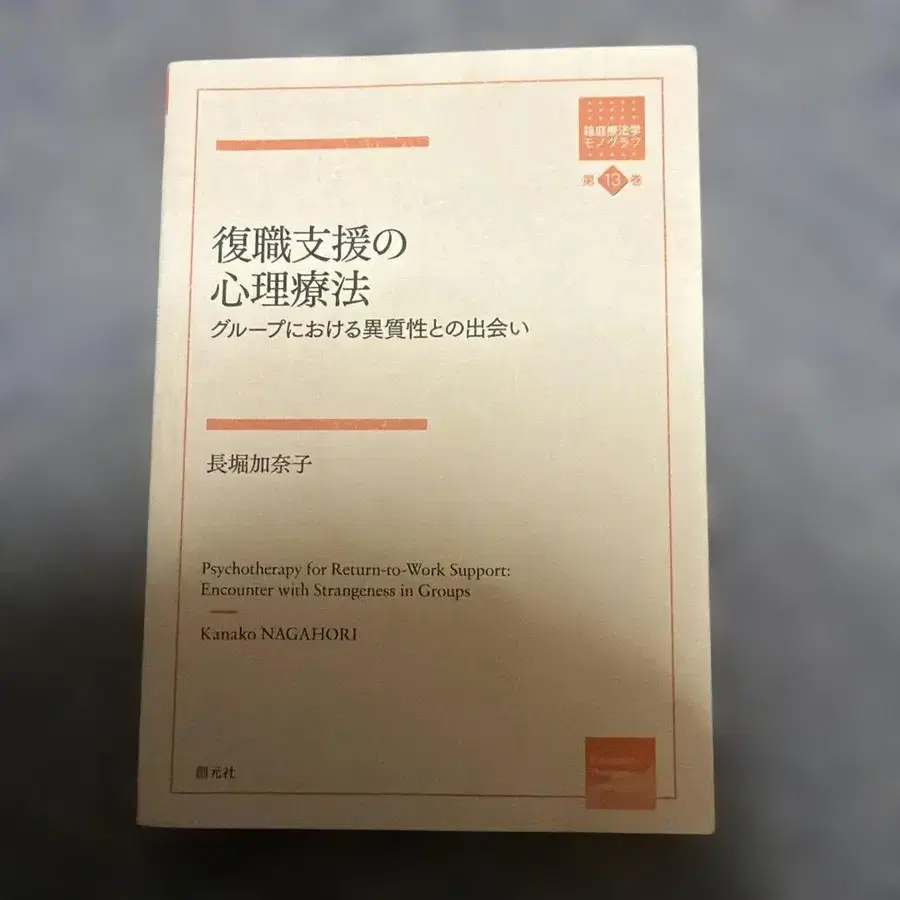 箱庭療法学
モノグラフ
第13巻
復職支援の
心理療法
グループにおける異質性との出会い
長堀加奈子
Psychotherapy for Return-to-Work Support:
Encounter with Strangeness in Groups
Kanako NAGAHORI
創元社